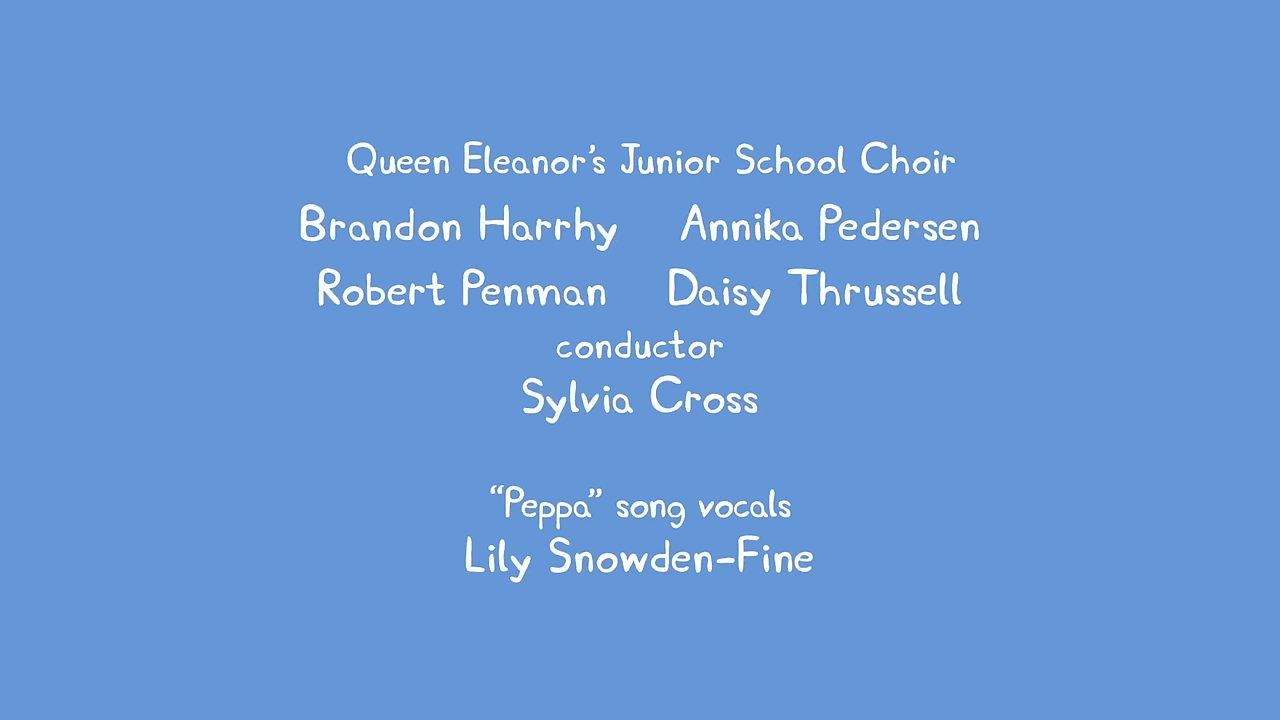 Queen Eleanor's Junior School Choir
Brandon Harrhy Annika Pedersen
Robert Penman Daisy Thrussell
conductor
Sylvia Cross
“Peppa” song vocals
Lily Snowden-Fine